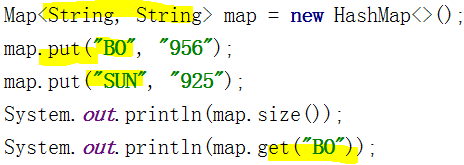 Map<String, String> map = new HashMap<>();
map.put("BO", "956");
map.put("SUN", "925");
System.out.println(map.size());
System.out.println(map.get("BO"));